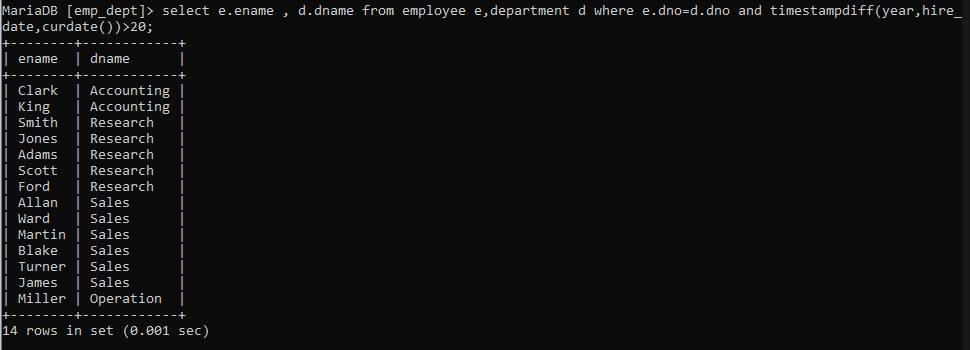 MariaDB [emp_dept]> select e.ename , d.dname from employee e,department d where e.dno=d.dno and timestampdiff(year,hire_
date,curdate())>20;
+--------+------------+
| ename  | dname      |
+--------+------------+
| Clark  | Accounting |
| King   | Accounting |
| Smith  | Research   |
| Jones  | Research   |
| Adams  | Research   |
| Scott  | Research   |
| Ford   | Research   |
| Allan  | Sales      |
| Ward   | Sales      |
| Martin | Sales      |
| Blake  | Sales      |
| Turner | Sales      |
| James  | Sales      |
| Miller | Operation  |
+--------+------------+
14 rows in set (0.001 sec)